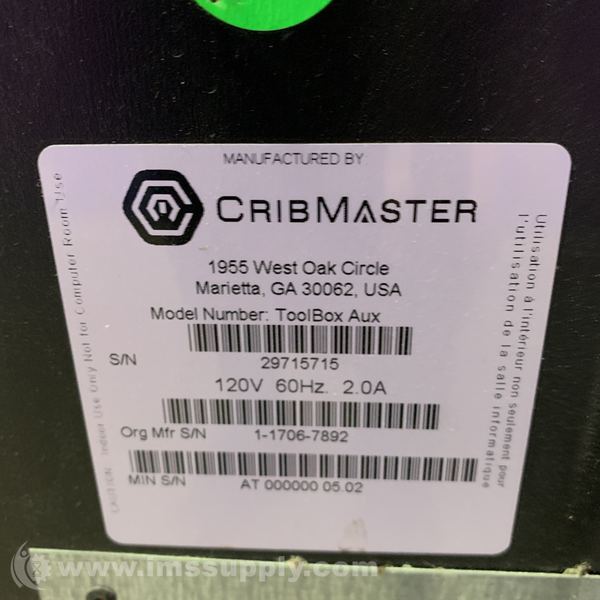 MANUFACTURED BY
CRIBMASTER
1955 West Oak Circle
Marietta, GA 30062, USA
Model Number: ToolBox Aux
S/N
29715715
120V 60Hz. 2.0A
Org Mfr S/N 1-1706-7892
MIN S/N AT 000000 05.02
CAUTION: Indoor Use Only Not for Computer Room Use
Utilisation à l'intérieur non seulement pour
l'utilisation de la salle informatique
www.imssupply.com